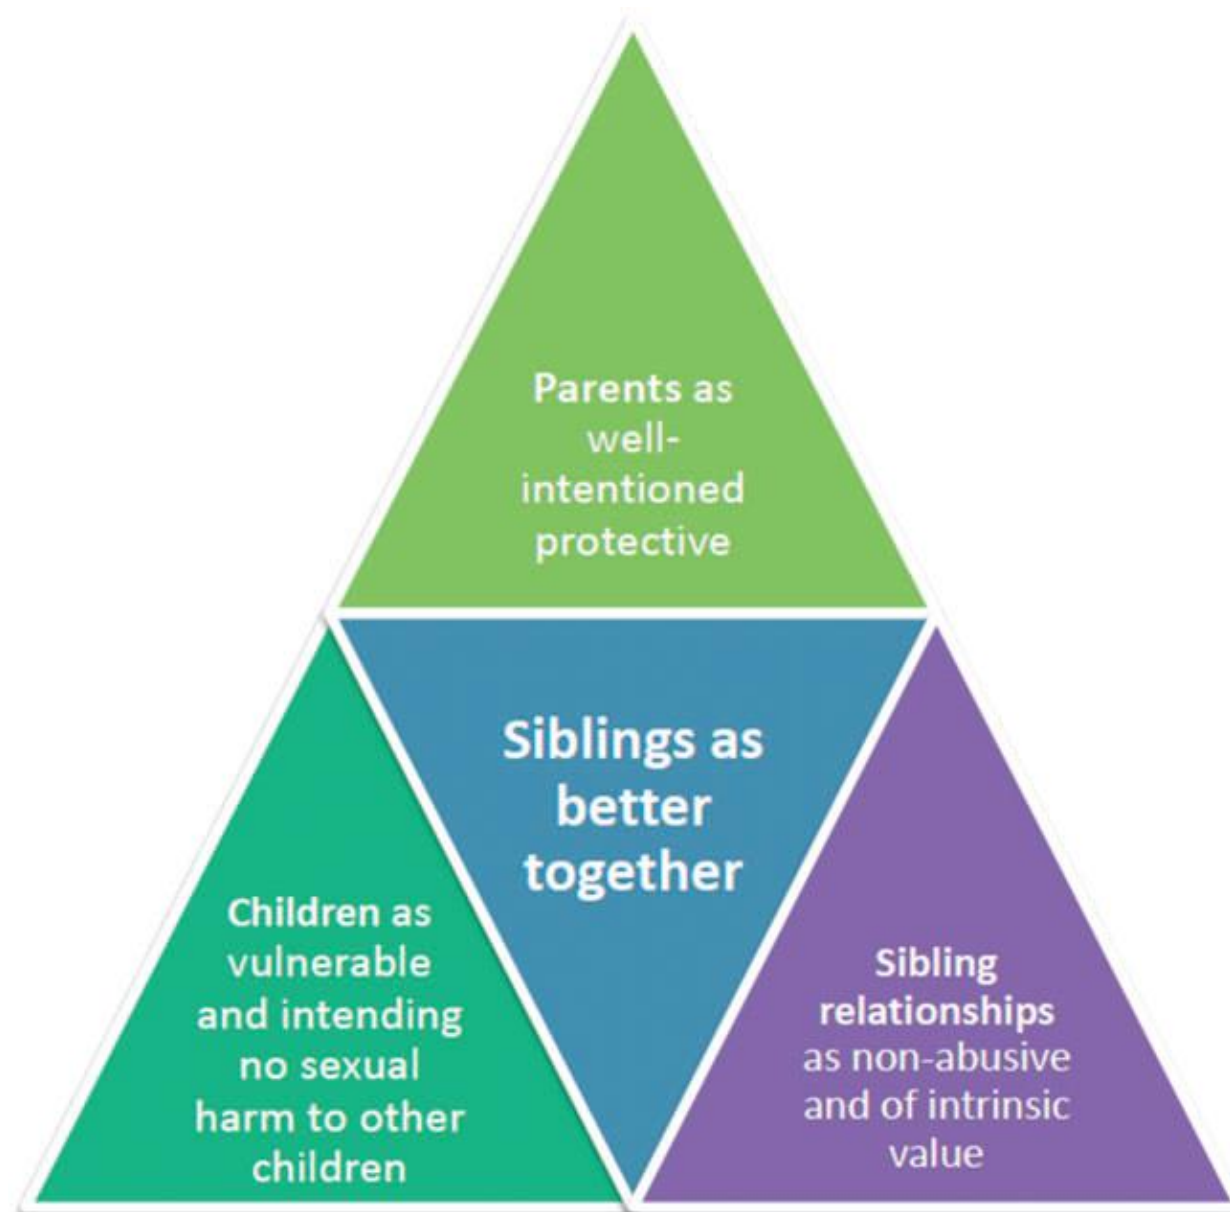 Parents as
well-
intentioned
protective
Siblings as
better
together
Children as
vulnerable
and intending
no sexual
harm to other
children
Sibling
relationships
as non-abusive
and of intrinsic
value